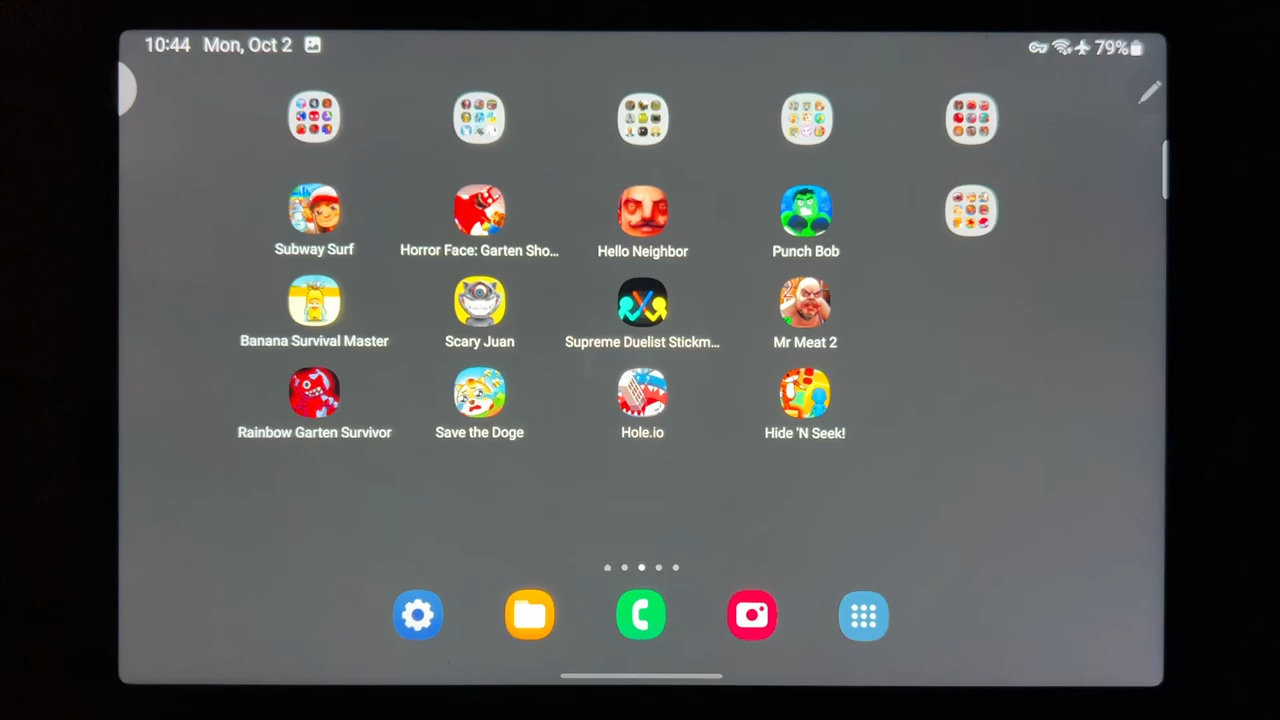 10:44 Mon, Oct 2 79%
Subway Surf Horror Face: Garten Sho... Hello Neighbor Punch Bob
Banana Survival Master Scary Juan Supreme Duelist Stickm... Mr Meat 2
Rainbow Garten Survivor Save the Doge Hole.io Hide 'N Seek!